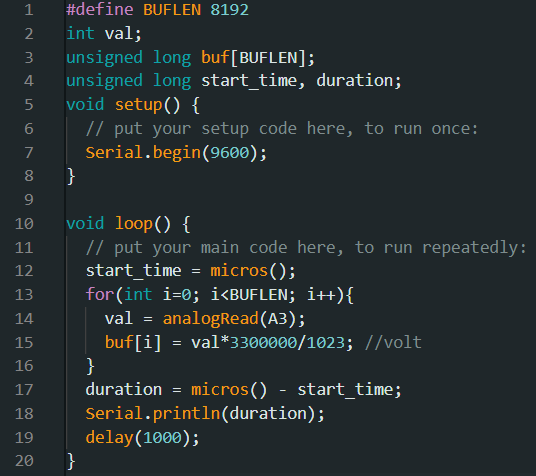 1 #define BUFLEN 8192
2 int val;
3 unsigned long buf[BUFLEN];
4 unsigned long start_time, duration;
5 void setup() {
6   // put your setup code here, to run once:
7   Serial.begin(9600);
8 }
9
10 void loop() {
11   // put your main code here, to run repeatedly:
12   start_time = micros();
13   for(int i=0; i<BUFLEN; i++){
14     val = analogRead(A3);
15     buf[i] = val*3300000/1023; //volt
16   }
17   duration = micros() - start_time;
18   Serial.println(duration);
19   delay(1000);
20 }